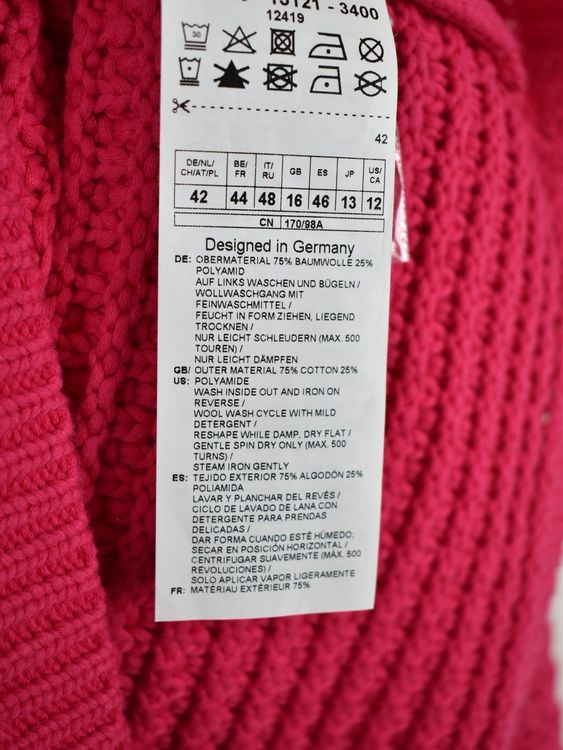 15121 - 3400
12419
30
42
DE/NL/ CH/AT/PL BE/ FR IT/ RU GB ES JP US/ CA
42 44 48 16 46 13 12
CN 170/98A
Designed in Germany
DE: OBERMATERIAL 75% BAUMWOLLE 25%
POLYAMID
AUF LINKS WASCHEN UND BÜGELN /
WOLLWASCHGANG MIT
FEINWASCHMITTEL /
FEUCHT IN FORM ZIEHEN, LIEGEND
TROCKNEN /
NUR LEICHT SCHLEUDERN (MAX. 500
TOUREN) /
NUR LEICHT DÄMPFEN
GB/ OUTER MATERIAL 75% COTTON 25%
US: POLYAMIDE
WASH INSIDE OUT AND IRON ON
REVERSE /
WOOL WASH CYCLE WITH MILD
DETERGENT /
RESHAPE WHILE DAMP, DRY FLAT /
GENTLE SPIN DRY ONLY (MAX. 500
TURNS) /
STEAM IRON GENTLY
ES: TEJIDO EXTERIOR 75% ALGODÓN 25%
POLIAMIDA
LAVAR Y PLANCHAR DEL REVÉS /
CICLO DE LAVADO DE LANA CON
DETERGENTE PARA PRENDAS
DELICADAS /
DAR FORMA CUANDO ESTÉ HÚMEDO;
SECAR EN POSICIÓN HORIZONTAL /
CENTRIFUGAR SUAVEMENTE (MÁX. 500
REVOLUCIONES) /
SOLO APLICAR VAPOR LIGERAMENTE
FR: MATÉRIAU EXTÉRIEUR 75%